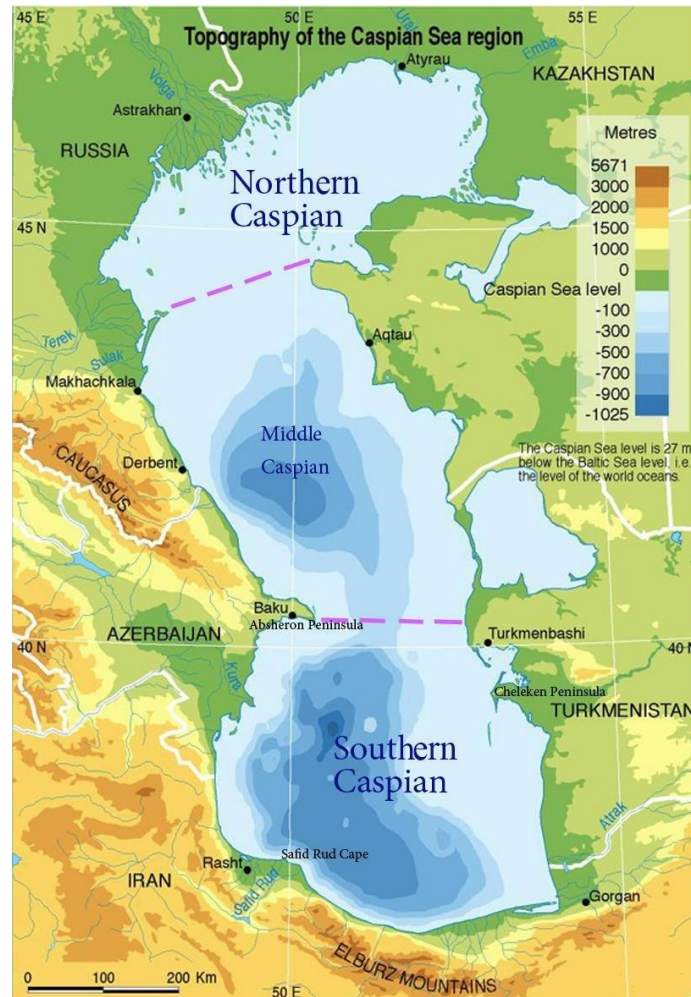 45 E
50 E
55 E
Topography of the Caspian Sea region
Ural
Emba
Atyrau
KAZAKHSTAN
Volga
Astrakhan
RUSSIA
Metres
5671
3000
2000
1500
1000
0
Caspian Sea level
-100
-300
-500
-700
-900
-1025
Northern
Caspian
45 N
Aqtau
Terek
Sulak
Makhachkala
The Caspian Sea level is 27 m
below the Baltic Sea level, i.e.
the level of the world oceans.
Middle
Caspian
CAUCASUS
Derbent
Baku
Absheron Peninsula
AZERBAIJAN
40 N
Turkmenbashi
40 N
Kura
Cheleken Peninsula
TURKMENISTAN
Southern
Caspian
Atrak
Safid Rud Cape
Rasht
IRAN
Safid Rud
Gorgan
ELBURZ MOUNTAINS
0 100 200 Km
50 E
55 E